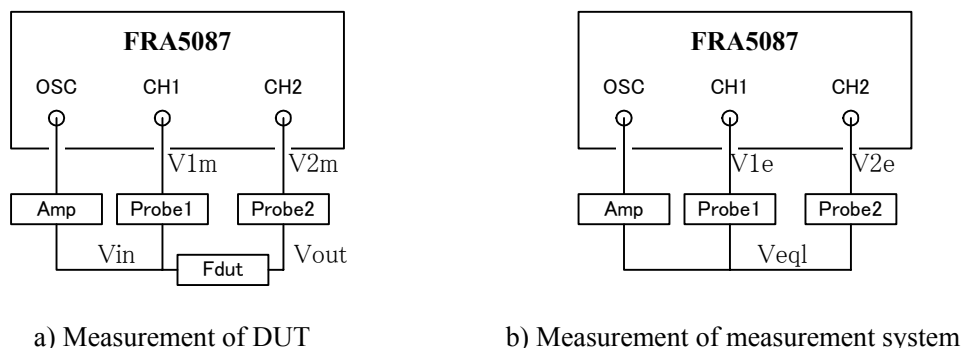 FRA5087
OSC CH1 CH2
V1m V2m
Amp Probe1 Probe2
Vin Vout
Fdut
a) Measurement of DUT
FRA5087
OSC CH1 CH2
V1e V2e
Amp Probe1 Probe2
Veql
b) Measurement of measurement system